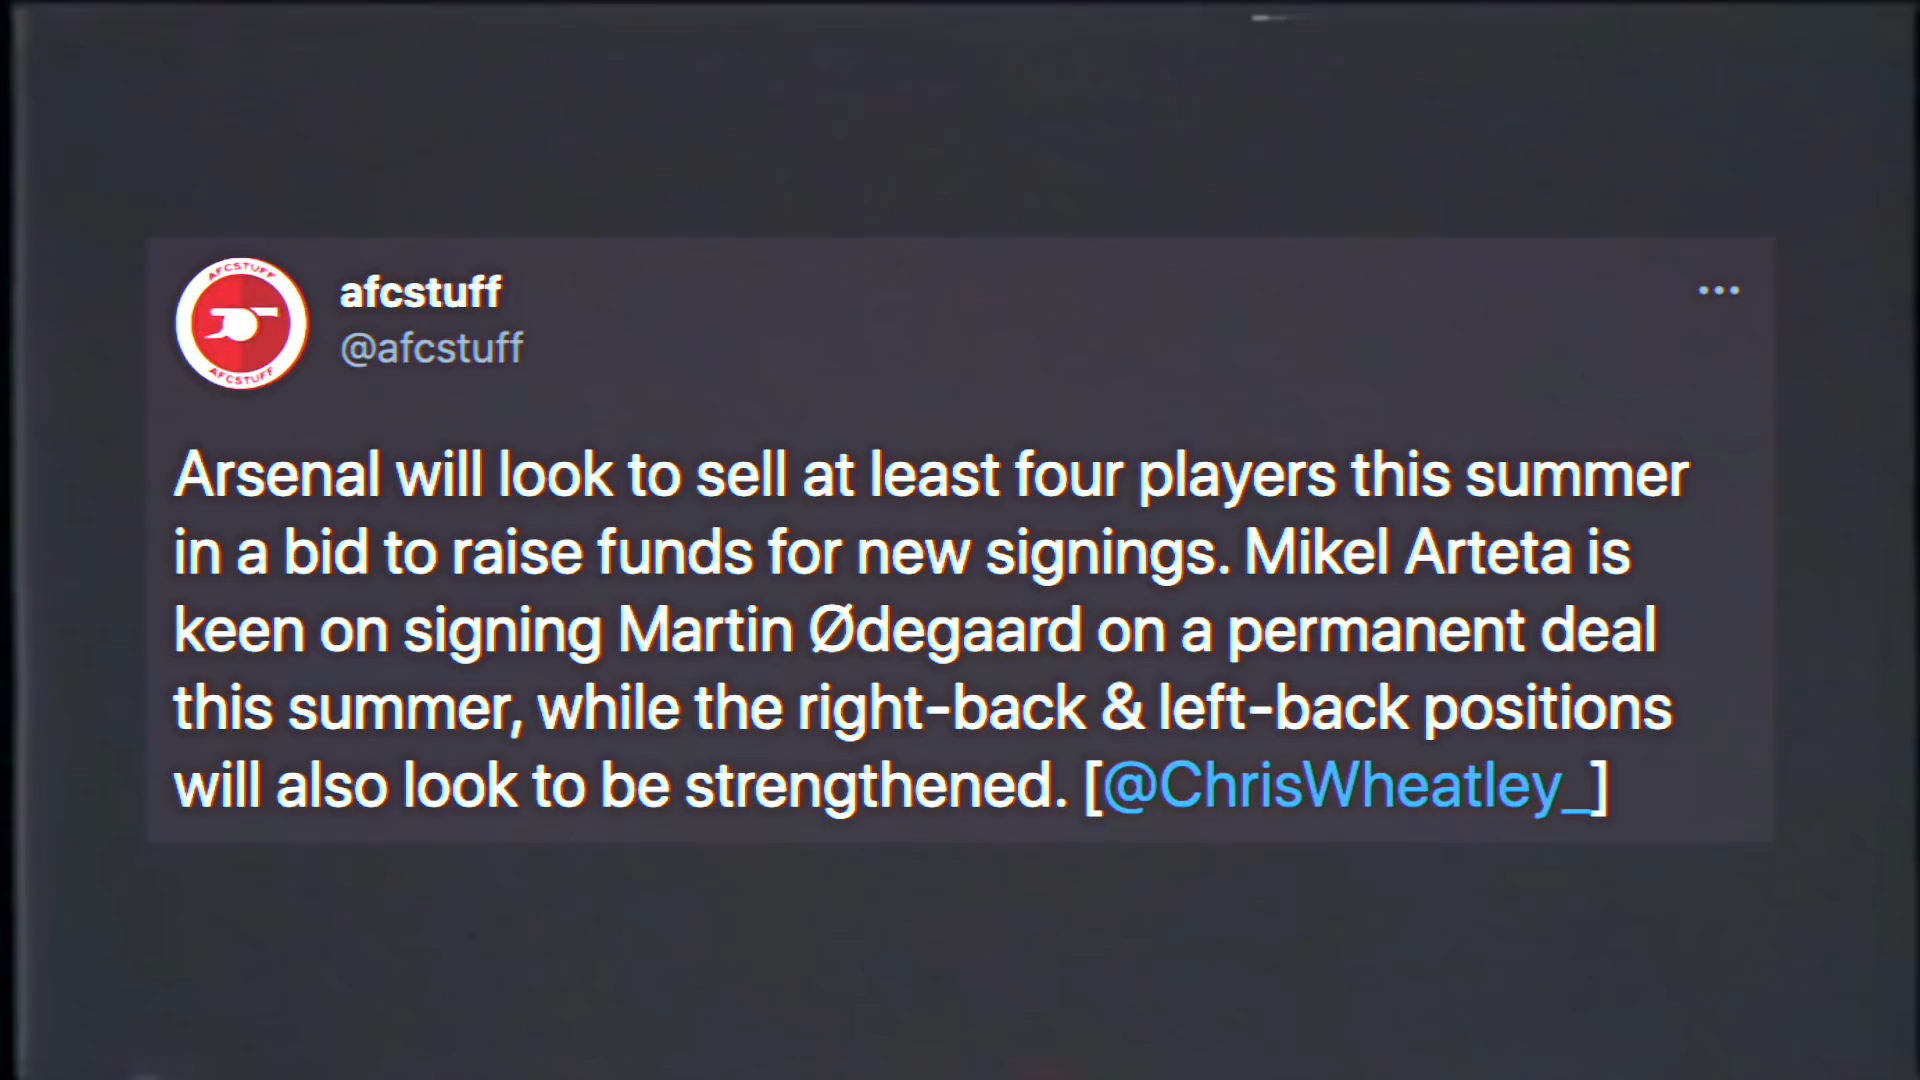 AFCSTUFF
AFCSTUFF
afcstuff
@afcstuff
Arsenal will look to sell at least four players this summer
in a bid to raise funds for new signings. Mikel Arteta is
keen on signing Martin Ødegaard on a permanent deal
this summer, while the right-back & left-back positions
will also look to be strengthened. [@ChrisWheatley_]